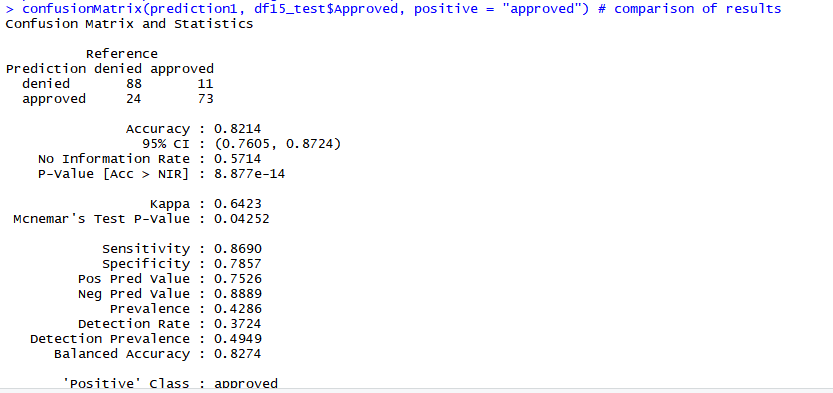 > confusionMatrix(prediction1, df15_test$Approved, positive = "approved") # comparison of results
Confusion Matrix and Statistics
Reference
Prediction denied approved
denied 88 11
approved 24 73
Accuracy : 0.8214
95% CI : (0.7605, 0.8724)
No Information Rate : 0.5714
P-Value [Acc > NIR] : 8.877e-14
Kappa : 0.6423
Mcnemar's Test P-Value : 0.04252
Sensitivity : 0.8690
Specificity : 0.7857
Pos Pred Value : 0.7526
Neg Pred Value : 0.8889
Prevalence : 0.4286
Detection Rate : 0.3724
Detection Prevalence : 0.4949
Balanced Accuracy : 0.8274
'Positive' Class : approved